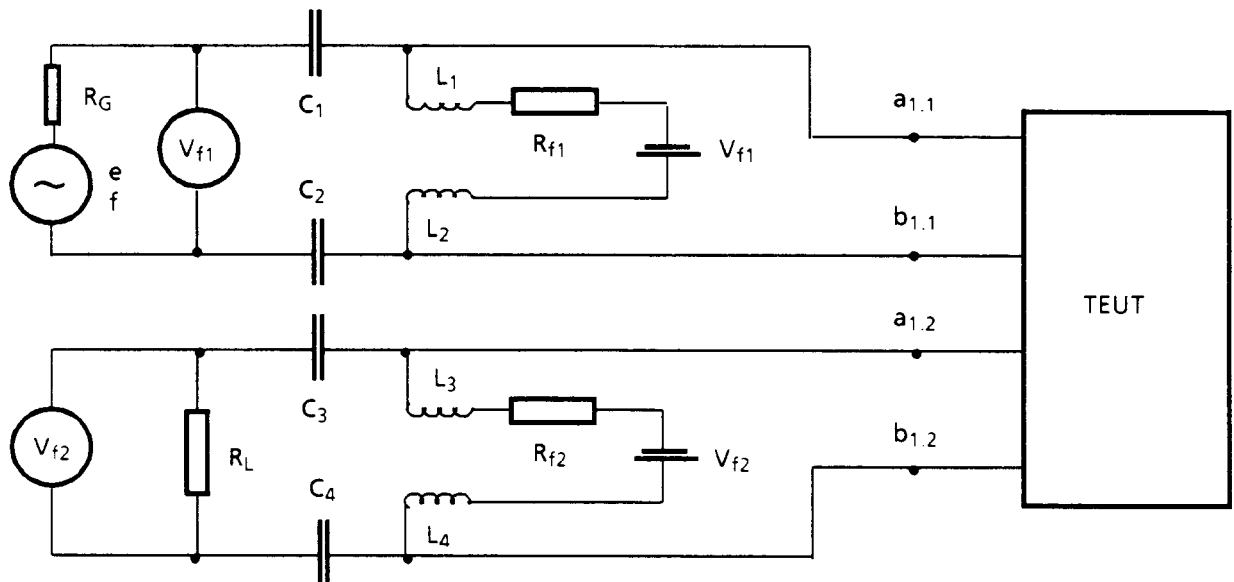 R_G
e
f
V_f1
C_1
C_2
L_1
R_f1
V_f1
L_2
a_1.1
b_1.1
TEUT
a_1.2
b_1.2
V_f2
R_L
C_3
C_4
L_3
R_f2
V_f2
L_4